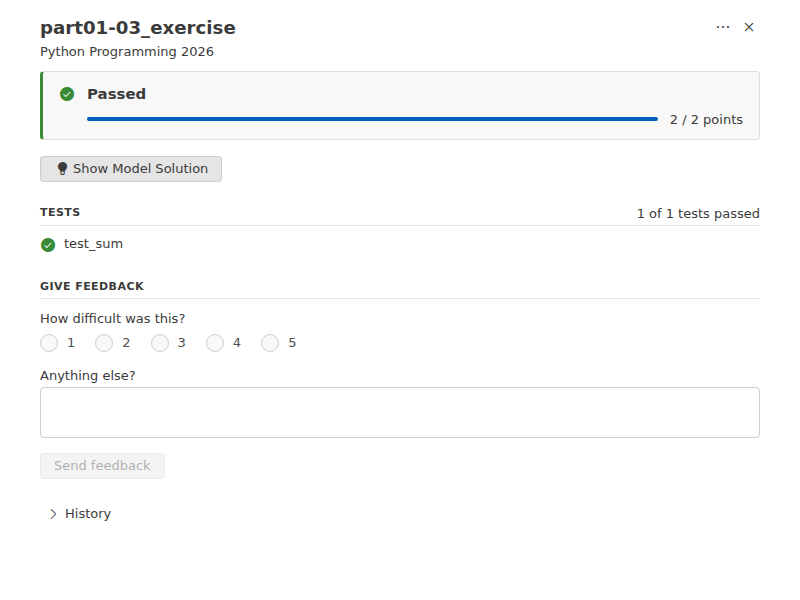 part01-03_exercise
Python Programming 2026
Passed
2 / 2 points
Show Model Solution
TESTS
1 of 1 tests passed
test_sum
GIVE FEEDBACK
How difficult was this?
1 2 3 4 5
Anything else?
Send feedback
History